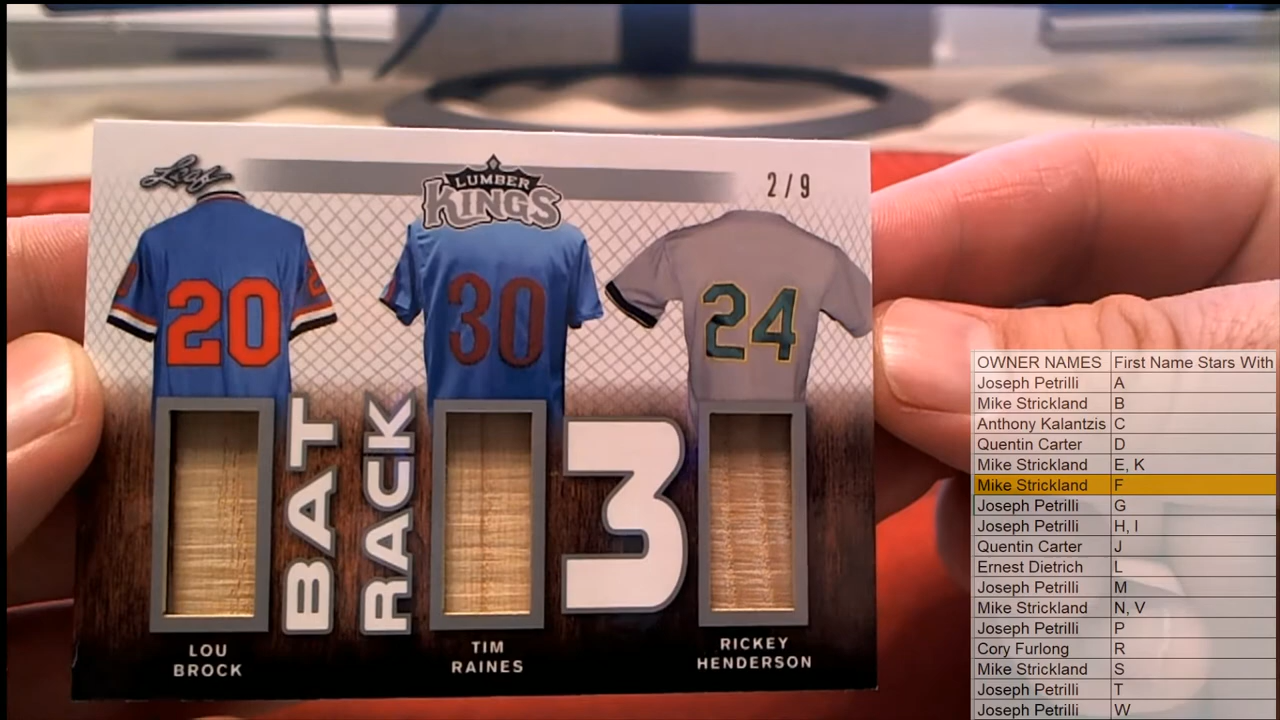 Leaf
LUMBER
KINGS
2/9
20
30
24
BAT
RACK
3
LOU
BROCK
TIM
RAINES
RICKEY
HENDERSON
OWNER NAMES First Name Stars With
Joseph Petrilli A
Mike Strickland B
Anthony Kalantzis C
Quentin Carter D
Mike Strickland E, K
Mike Strickland F
Joseph Petrilli G
Joseph Petrilli H, I
Quentin Carter J
Ernest Dietrich L
Joseph Petrilli M
Mike Strickland N, V
Joseph Petrilli P
Cory Furlong R
Mike Strickland S
Joseph Petrilli T
Joseph Petrilli W